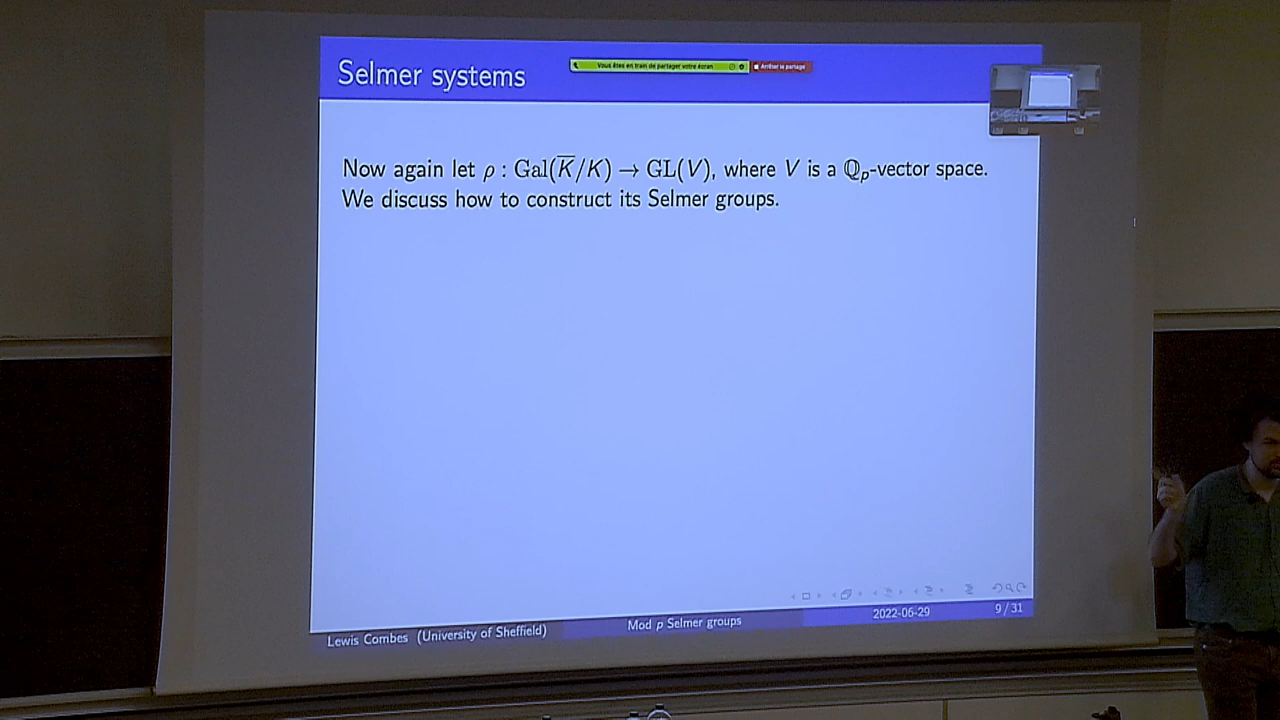 Selmer systems
Vous êtes en train de partager votre écran
Arrêter le partage
Now again let ρ : Gal(K̅/K) → GL(V), where V is a ℚₚ-vector space.
We discuss how to construct its Selmer groups.
Lewis Combes (University of Sheffield)
Mod p Selmer groups
2022-06-29
9 / 31